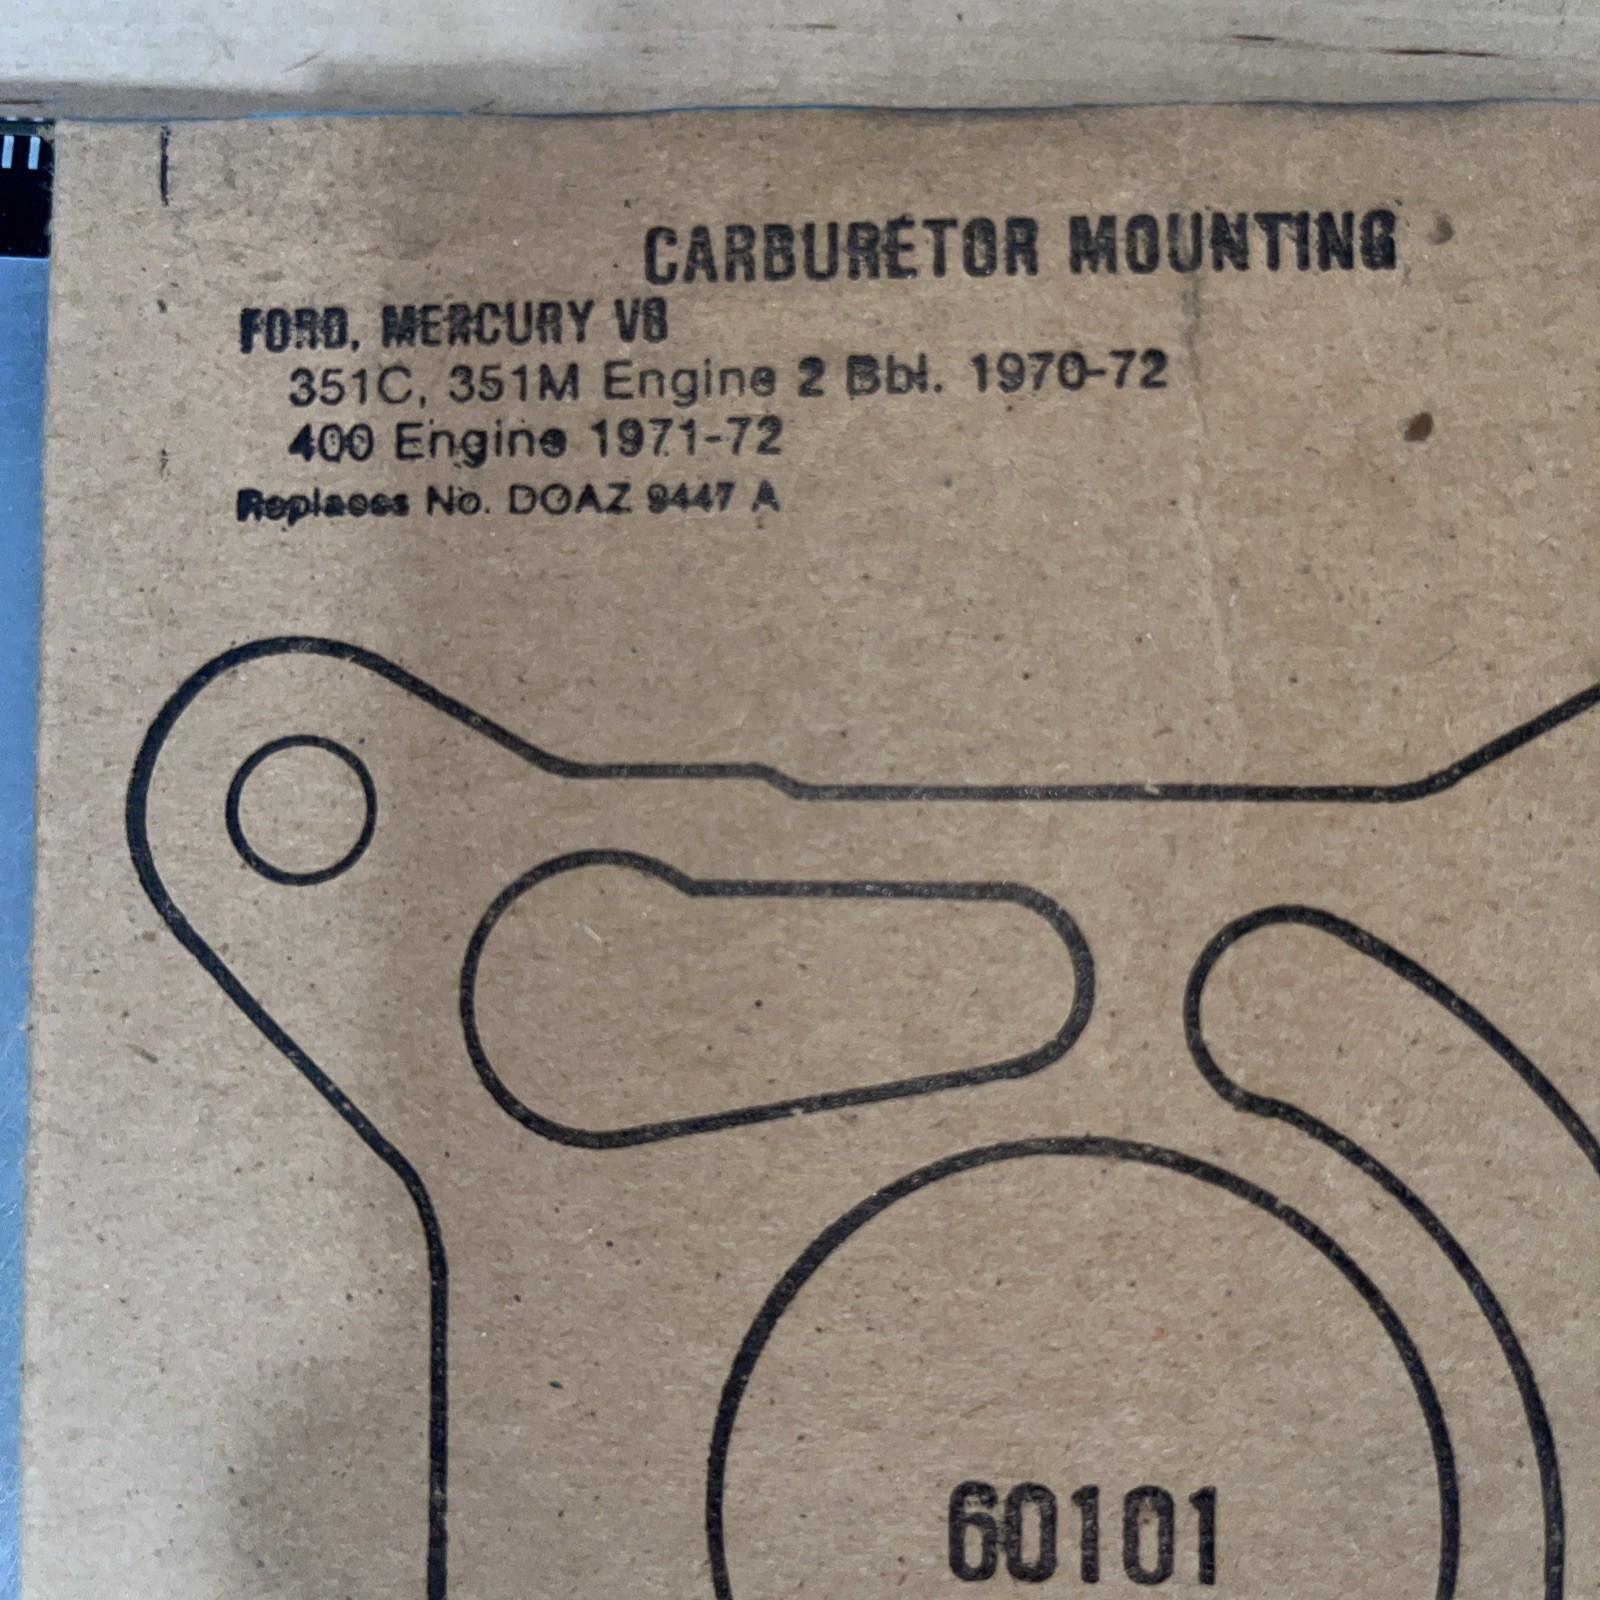 CARBURETOR MOUNTING
FORD, MERCURY V8
351C, 351M Engine 2 Bbl. 1970-72
400 Engine 1971-72
Replaces No. DOAZ 9447 A
60101